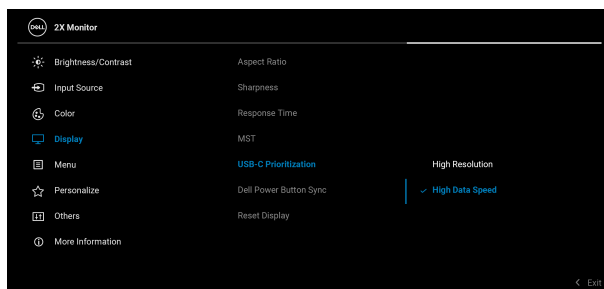 DELL 2X Monitor
Brightness/Contrast Aspect Ratio
Input Source Sharpness
Color Response Time
Display MST
Menu USB-C Prioritization High Resolution
Personalize Dell Power Button Sync High Data Speed
Others Reset Display
More Information
Exit